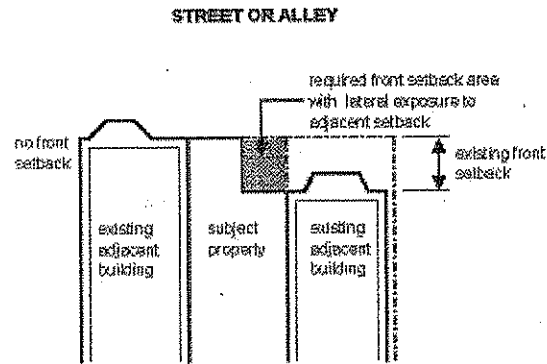 STREET OR ALLEY
required front setback area
with lateral exposure to
adjacent setback
no front
setback
existing front
setback
existing
adjacent
building
subject
property
existing
adjacent
building